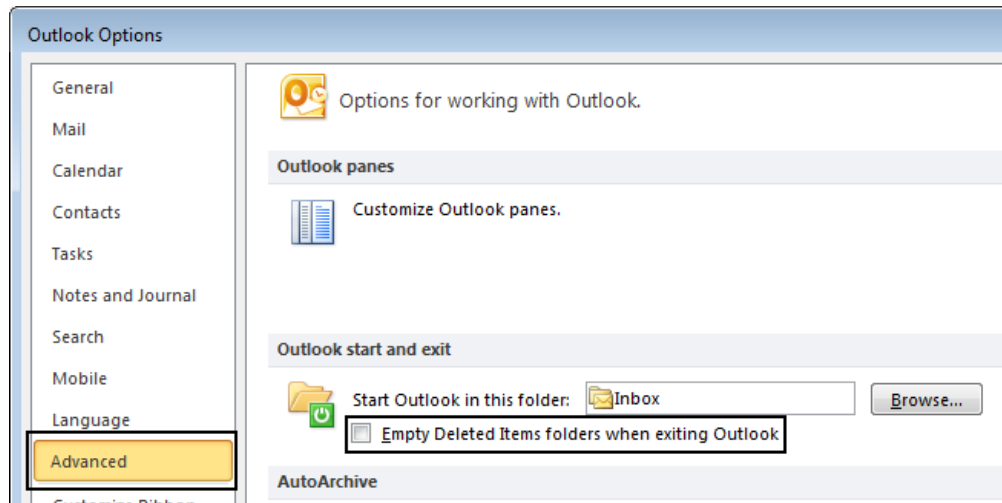 Outlook Options
General
Mail
Calendar
Contacts
Tasks
Notes and Journal
Search
Mobile
Language
Advanced
Customize Ribbon
Options for working with Outlook.
Outlook panes
Customize Outlook panes.
Outlook start and exit
Start Outlook in this folder: Inbox Browse...
Empty Deleted Items folders when exiting Outlook
AutoArchive